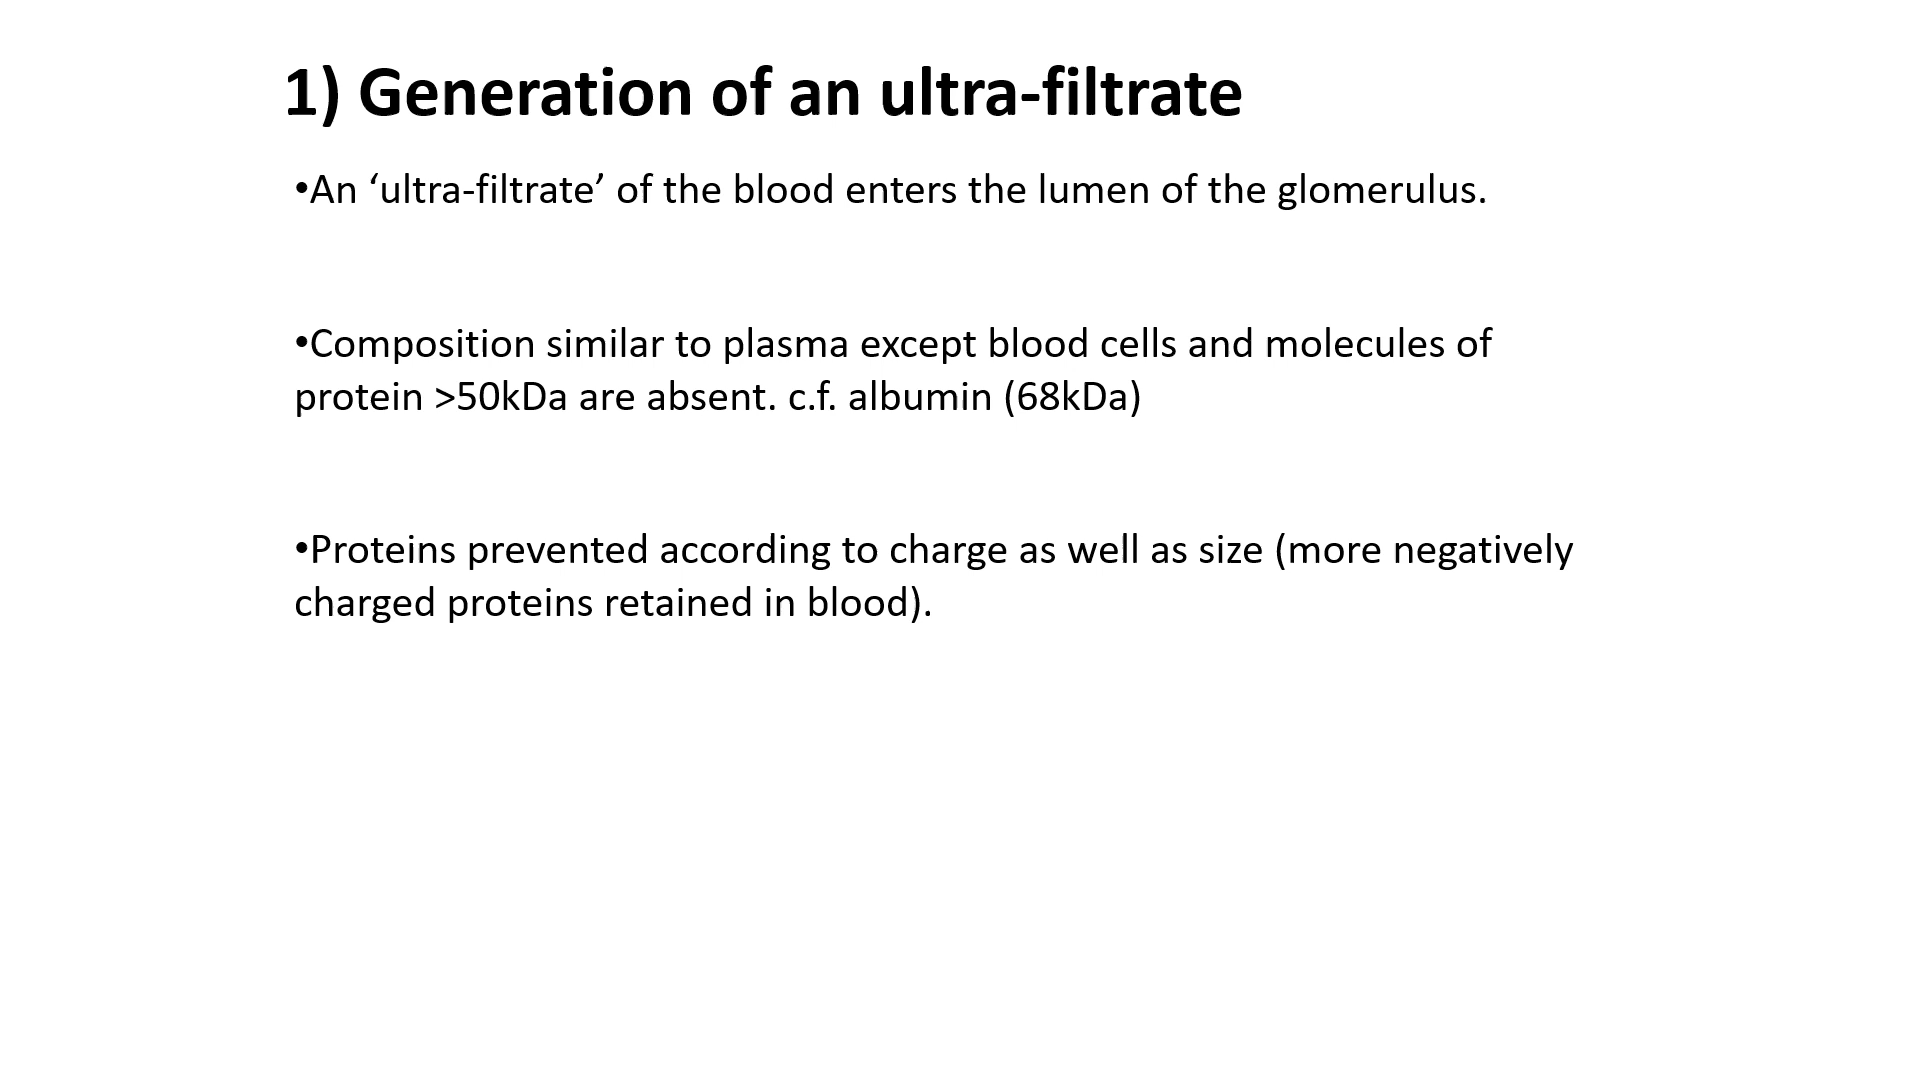 1) Generation of an ultra-filtrate
•An ‘ultra-filtrate’ of the blood enters the lumen of the glomerulus.
•Composition similar to plasma except blood cells and molecules of
protein >50kDa are absent. c.f. albumin (68kDa)
•Proteins prevented according to charge as well as size (more negatively
charged proteins retained in blood).